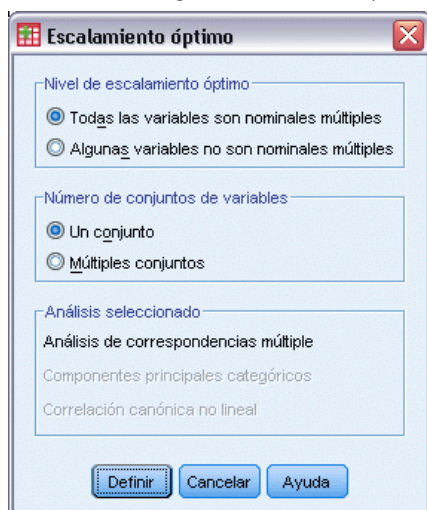 Escalamiento óptimo
Nivel de escalamiento óptimo
Todas las variables son nominales múltiples
Algunas variables no son nominales múltiples
Número de conjuntos de variables
Un conjunto
Múltiples conjuntos
Análisis seleccionado
Análisis de correspondencias múltiple
Componentes principales categóricos
Correlación canónica no lineal
Definir Cancelar Ayuda